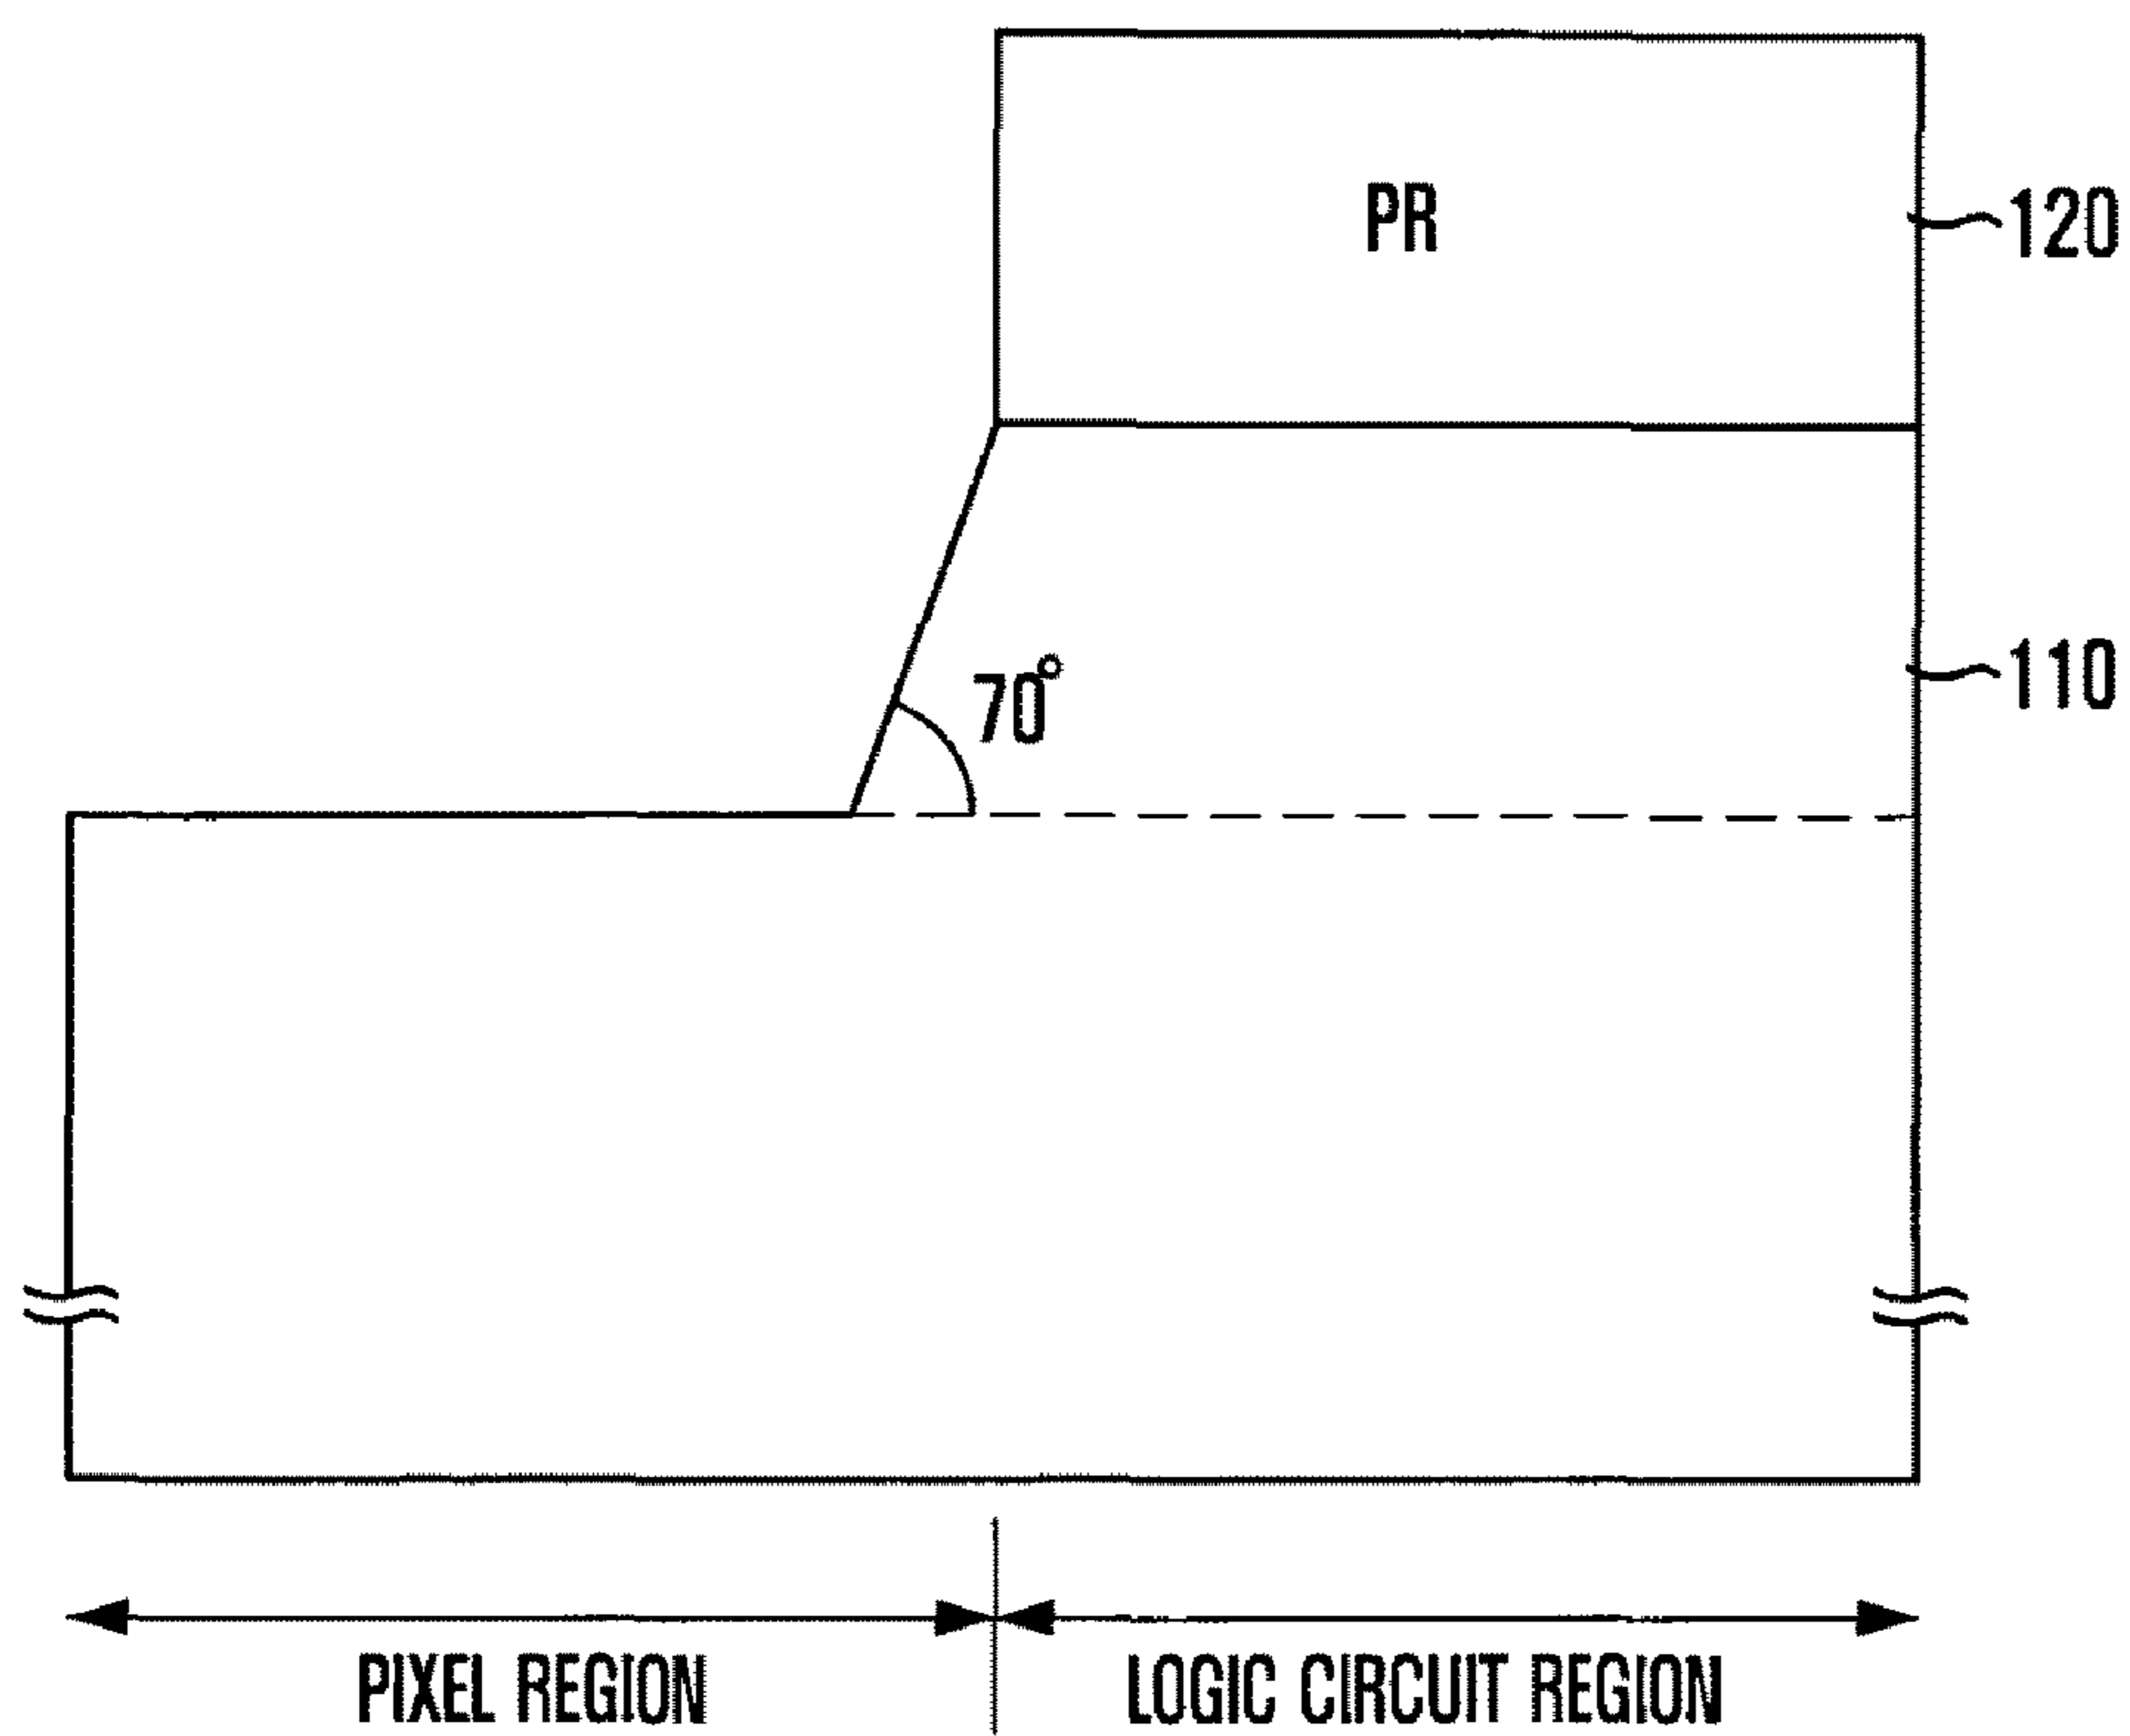 PR
120
110
70°
PIXEL REGION
LOGIC CIRCUIT REGION